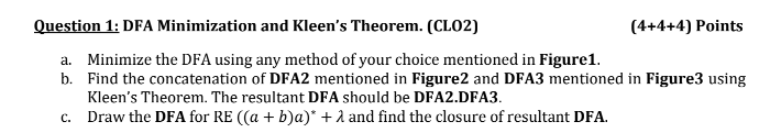 Question 1: DFA Minimization and Kleen's Theorem. (CLO2) (4+4+4) Points
a. Minimize the DFA using any method of your choice mentioned in Figure1.
b. Find the concatenation of DFA2 mentioned in Figure2 and DFA3 mentioned in Figure3 using
Kleen's Theorem. The resultant DFA should be DFA2.DFA3.
c. Draw the DFA for RE ((a + b)a)* + λ and find the closure of resultant DFA.